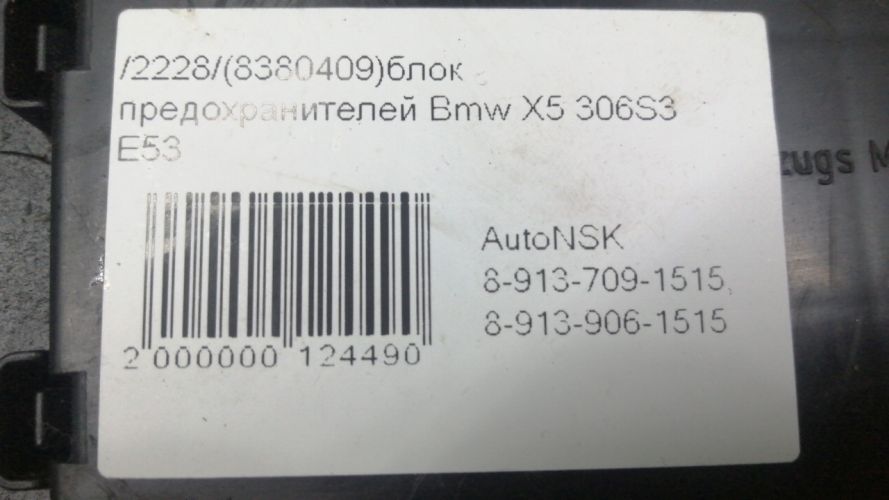 /2228/(8380409)блок
предохранителей Bmw X5 306S3
E53
zugs M
AutoNSK
8-913-709-1515,
8-913-906-1515
2 000000 124490